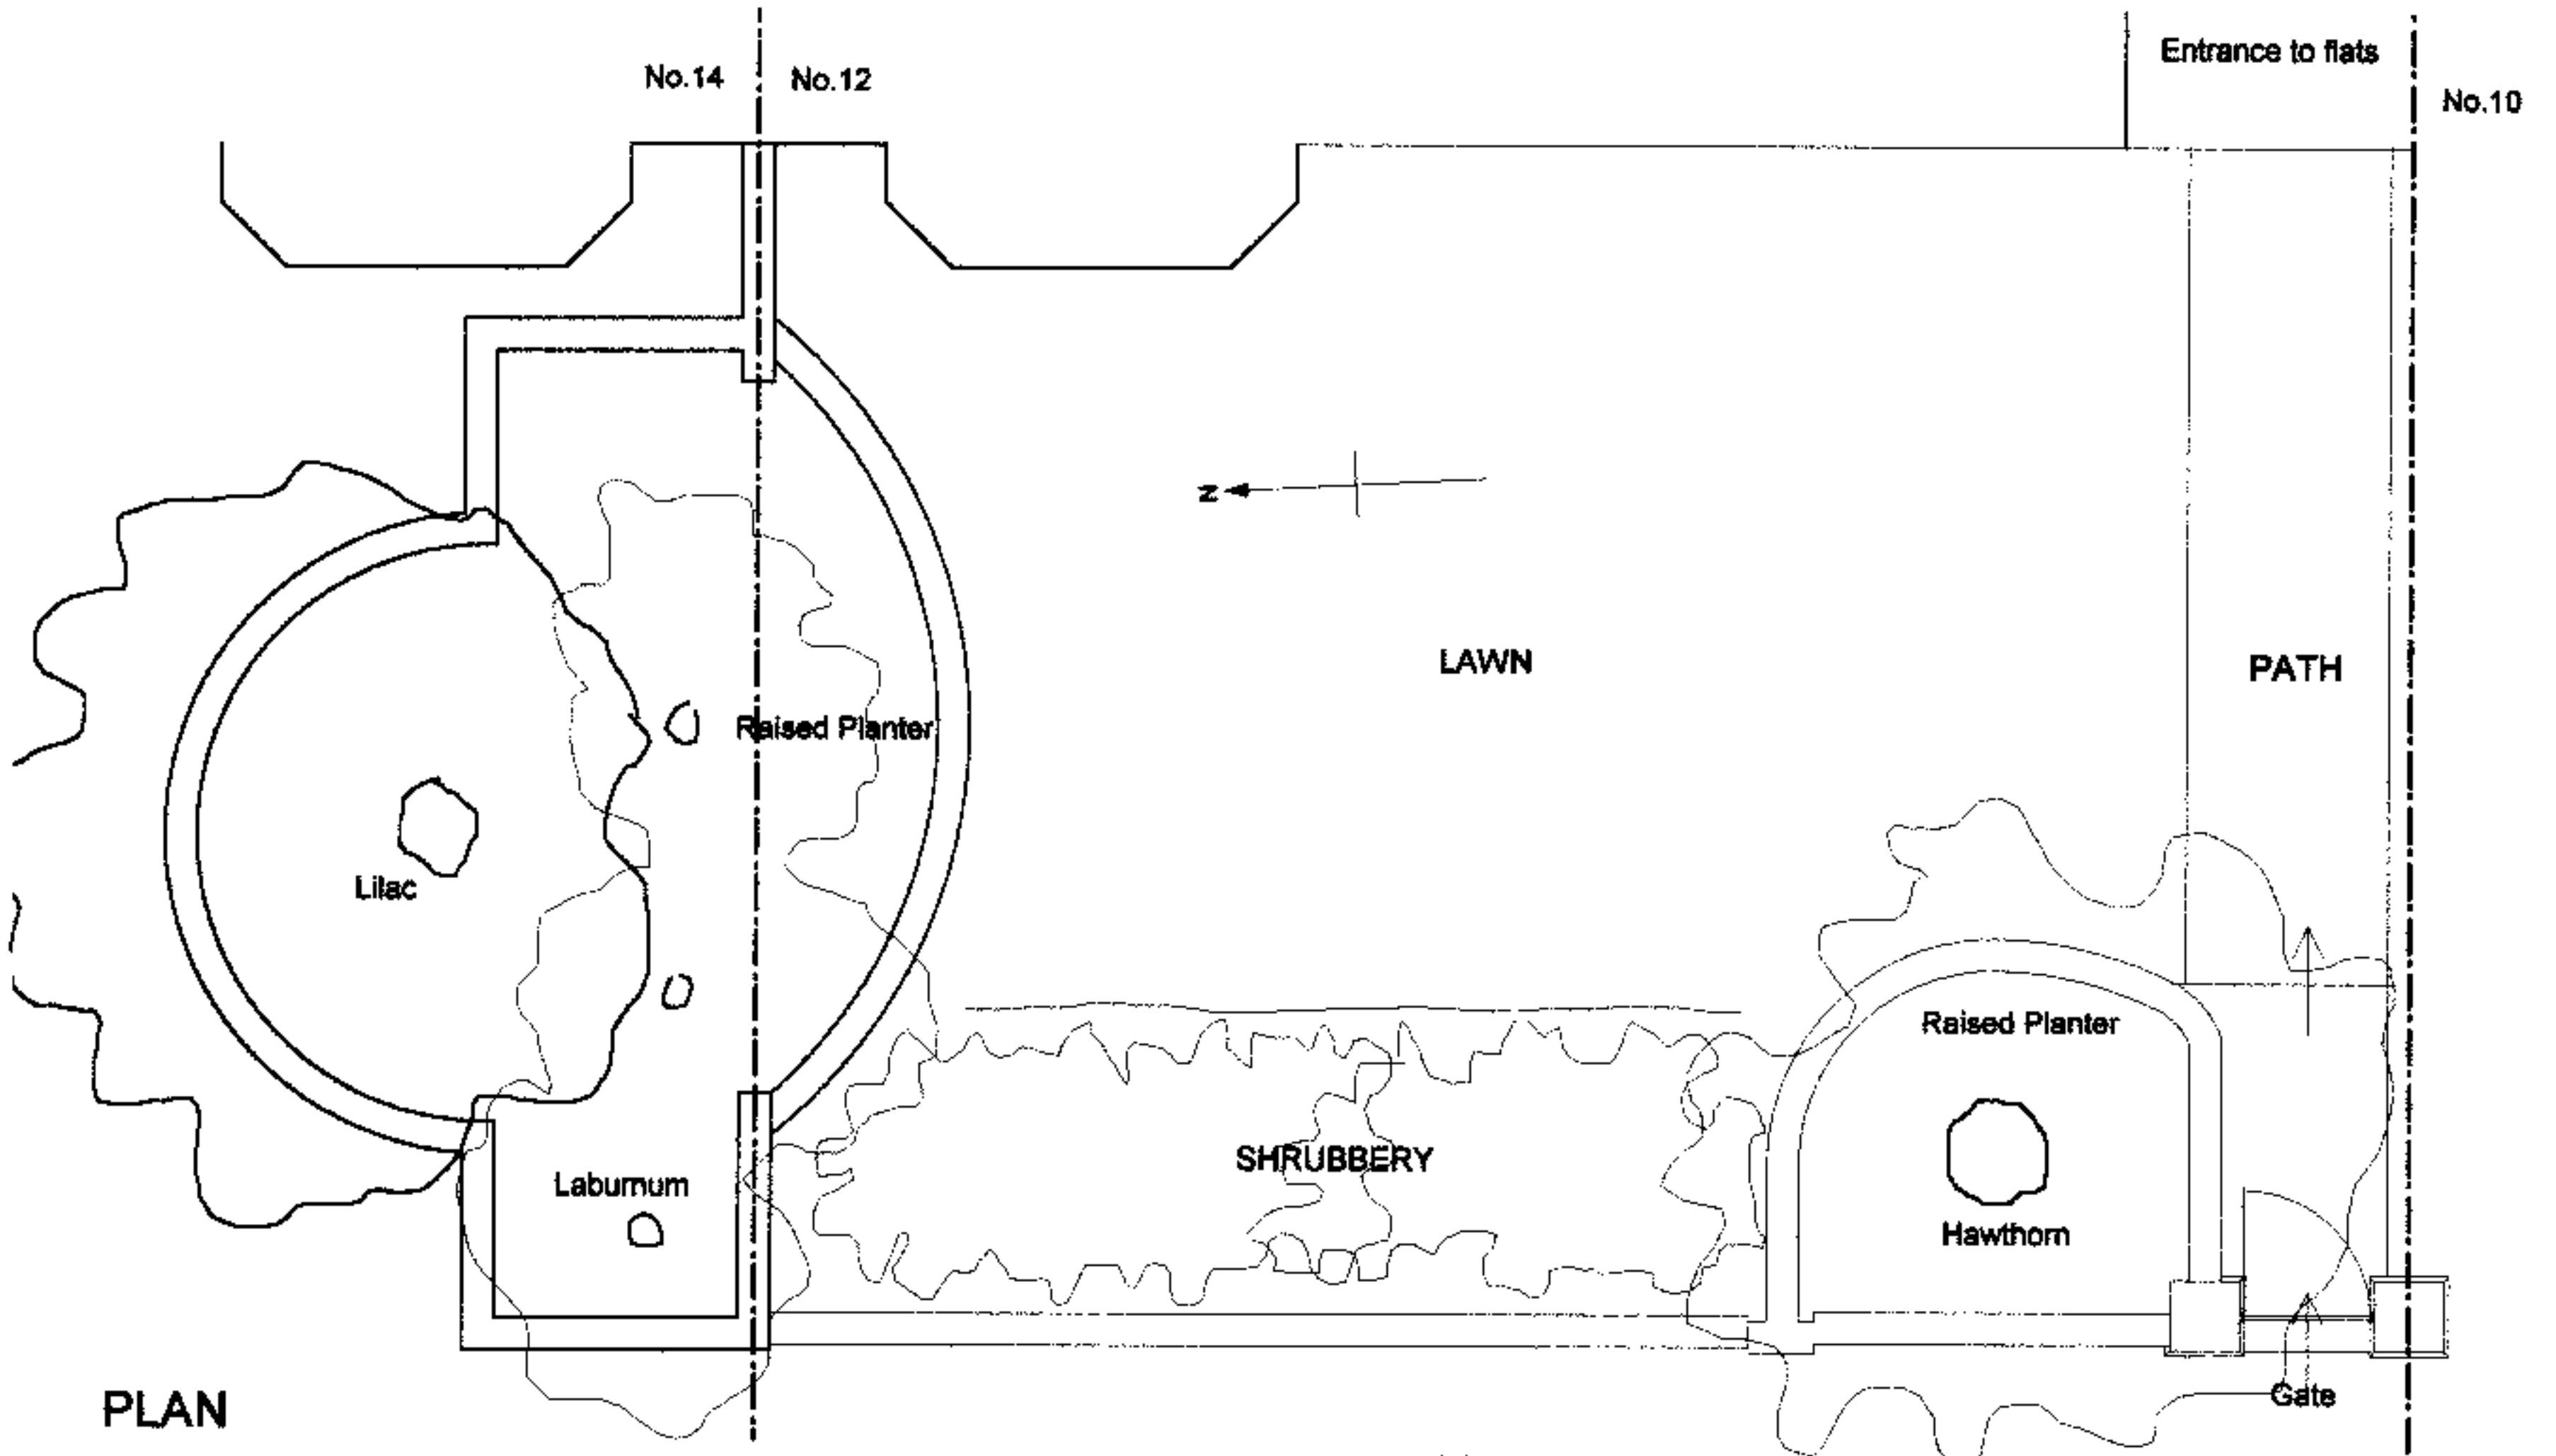 Entrance to flats
No.14
No.12
No.10
N
LAWN
PATH
Raised Planter
Lilac
Raised Planter
SHRUBBERY
Laburnum
Hawthorn
Gate
PLAN